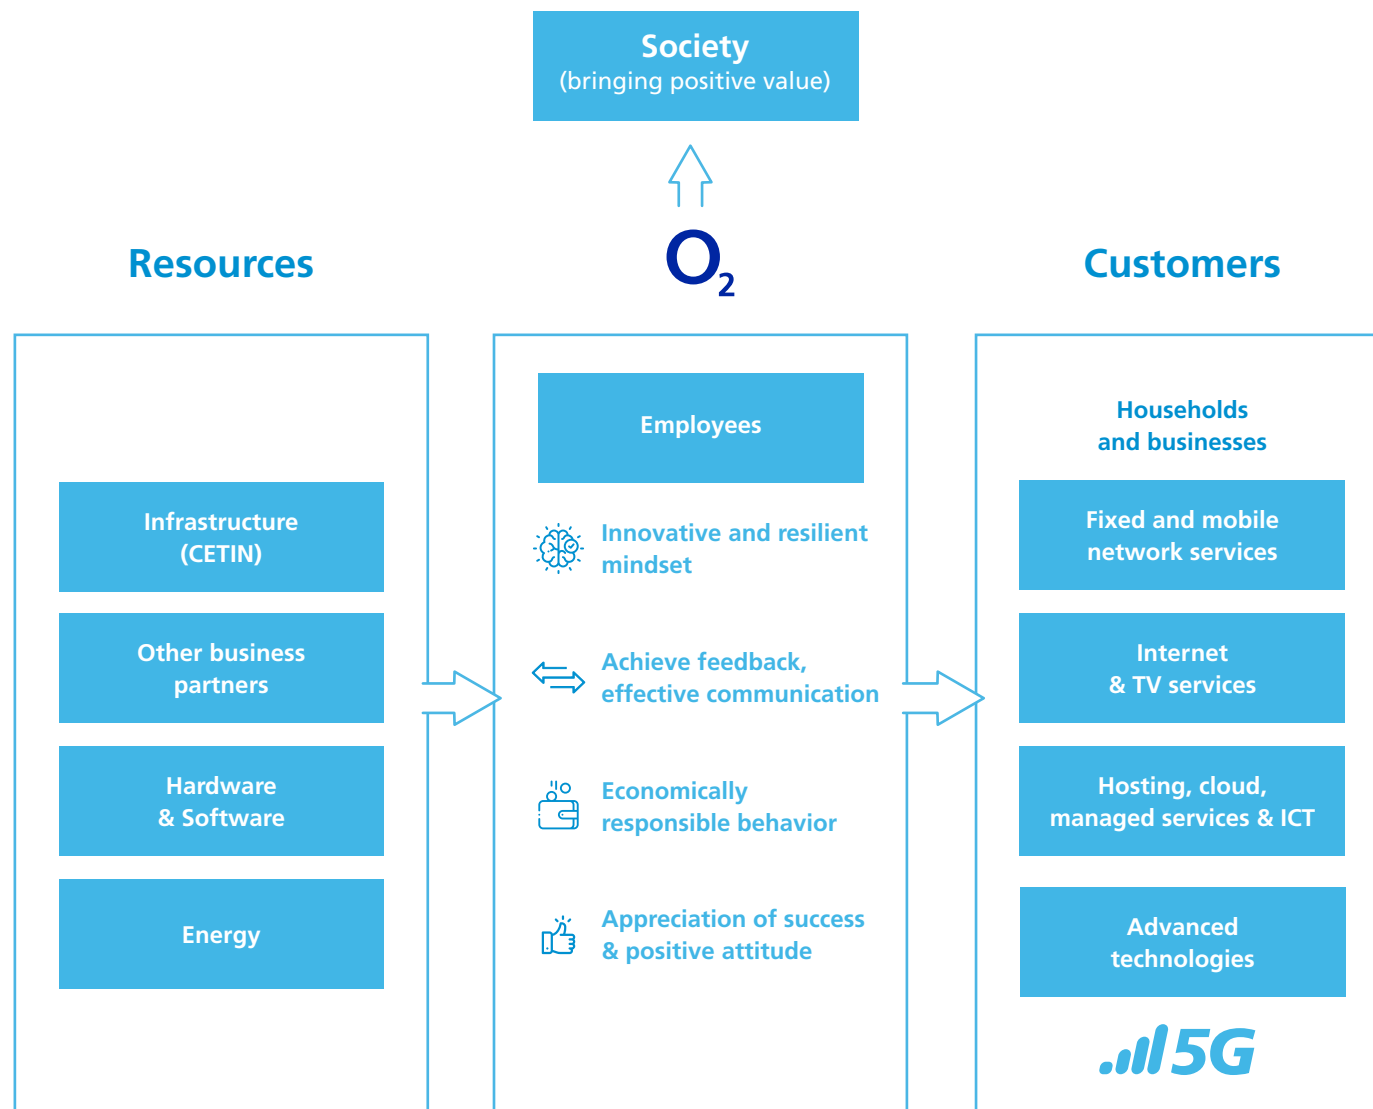 Society
(bringing positive value)
O2
Resources
Customers
Infrastructure
(CETIN)
Other business
partners
Hardware
& Software
Energy
Employees
Innovative and resilient
mindset
Achieve feedback,
effective communication
Economically
responsible behavior
Appreciation of success
& positive attitude
Households
and businesses
Fixed and mobile
network services
Internet
& TV services
Hosting, cloud,
managed services & ICT
Advanced
technologies
5G